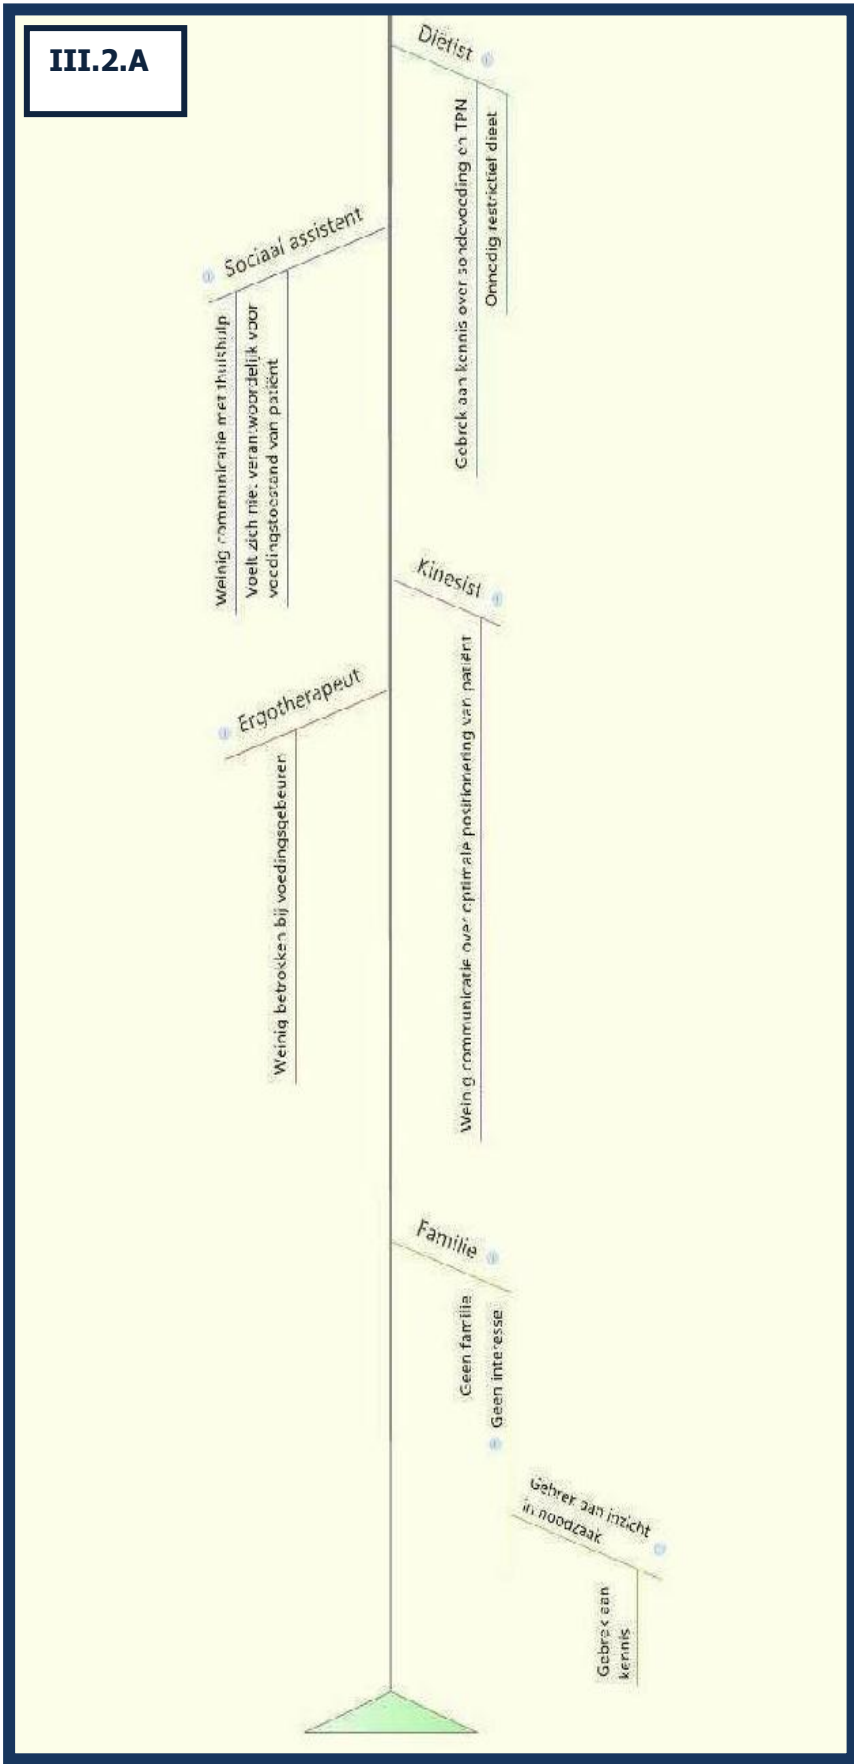 III.2.A
Diëtist
Gebrek aan kennis over sondevoeding en TPN
Onnodig restrictief dieet
Sociaal assistent
Weinig communicatie met thuishulp
Voelt zich niet verantwoordelijk voor
voedingstoestand van patiënt
Kinesist
Weinig communicatie over optimale positionering van patiënt
Ergotherapeut
Weinig betrokken bij voedingsgebeuren
Familie
Geen familie
Geen interesse
Gebrek aan inzicht
in noodzaak
Gebrek aan
kennis